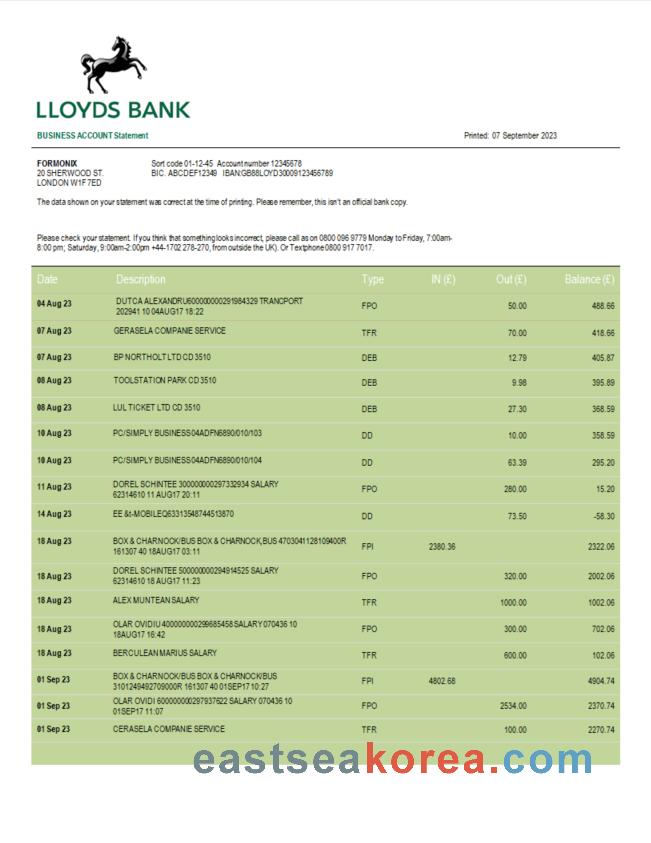 LLOYDS BANK
BUSINESS ACCOUNT Statement Printed: 07 September 2023
FORMONIX Sort code 01-12-45 Account number 12345678
20 SHERWOOD ST. BIC. ABCDEF12349 IBAN:GB88LOYD30009123456789
LONDON W1F7ED
The data shown on your statement was correct at the time of printing. Please remember, this isn't an official bank copy.
Please check your statement. If you think that something looks incorrect, please call as on 0800 096 9779 Monday to Friday, 7:00am-
8:00 pm; Saturday, 9:00am-2:00pm +44-1702 278-270, from outside the UK). Or Textphone 0800 917 7017.
Date Description Type IN (£) Out (£) Balance (£)
04 Aug 23 DUTCA ALEXANDRU600000000291984329 TRANCPORT FPO 50.00 488.66
202941 10 04AUG17 18:22
07 Aug 23 GERASELA COMPANIE SERVICE TFR 70.00 418.66
07 Aug 23 BP NORTHOLT LTD CD 3510 DEB 12.79 405.87
08 Aug 23 TOOLSTATION PARK CD 3510 DEB 9.98 395.89
08 Aug 23 LUL TICKET LTD CD 3510 DEB 27.30 368.59
10 Aug 23 PC/SIMPLY BUSINESS04ADFN6890/010/103 DD 10.00 358.59
10 Aug 23 PC/SIMPLY BUSINESS04ADFN6890/010/104 DD 63.39 295.20
11 Aug 23 DOREL SCHINTEE 300000000297332934 SALARY FPO 280.00 15.20
62314610 11 AUG17 20:11
14 Aug 23 EE &t-MOBILEQ63313548744513870 DD 73.50 -58.30
18 Aug 23 BOX & CHARNOCK/BUS BOX & CHARNOCK,BUS 4703041128109400R FPI 2380.36 2322.06
161307 40 18AUG17 03:11
18 Aug 23 DOREL SCHINTEE 500000000294914525 SALARY FPO 320.00 2002.06
62314610 18 AUG17 11:23
18 Aug 23 ALEX MUNTEAN SALARY TFR 1000.00 1002.06
18 Aug 23 OLAR OVIDIU 400000000299685458 SALARY 070436 10 FPO 300.00 702.06
18AUG17 16:42
18 Aug 23 BERCULEAN MARIUS SALARY TFR 600.00 102.06
01 Sep 23 BOX & CHARNOCK/BUS BOX & CHARNOCK/BUS FPI 4802.68 4904.74
3101249492709000R 161307 40 01SEP17 10:27
01 Sep 23 OLAR OVIDI 600000000297937622 SALARY 070436 10 FPO 2534.00 2370.74
01SEP17 11:07
01 Sep 23 CERASELA COMPANIE SERVICE TFR 100.00 2270.74
eastseakorea.com